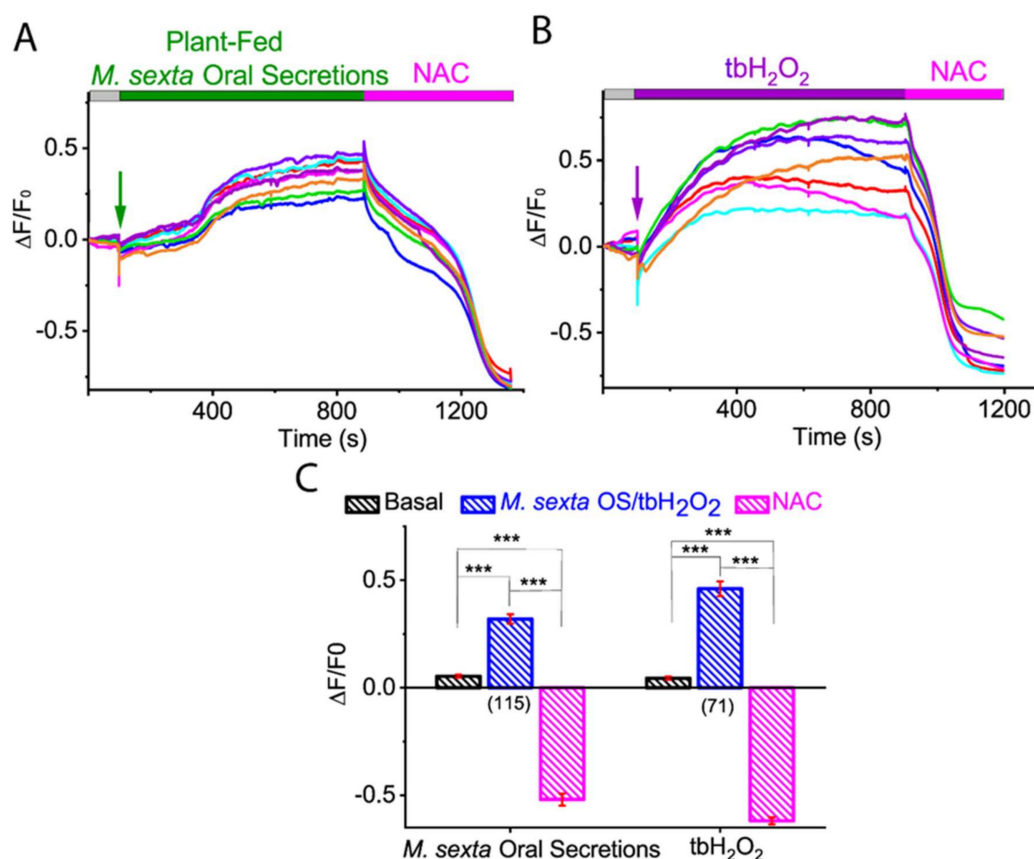 A
Plant-Fed
M. sexta Oral Secretions
NAC
ΔF/F₀
0.5
0.0
-0.5
400
800
1200
Time (s)
B
tbH₂O₂
NAC
ΔF/F₀
0.5
0.0
-0.5
0
400
800
1200
Time (s)
C
Basal
M. sexta OS/tbH₂O₂
NAC
ΔF/F0
0.5
0.0
-0.5
***
***
***
***
***
***
(115)
(71)
M. sexta Oral Secretions
tbH₂O₂